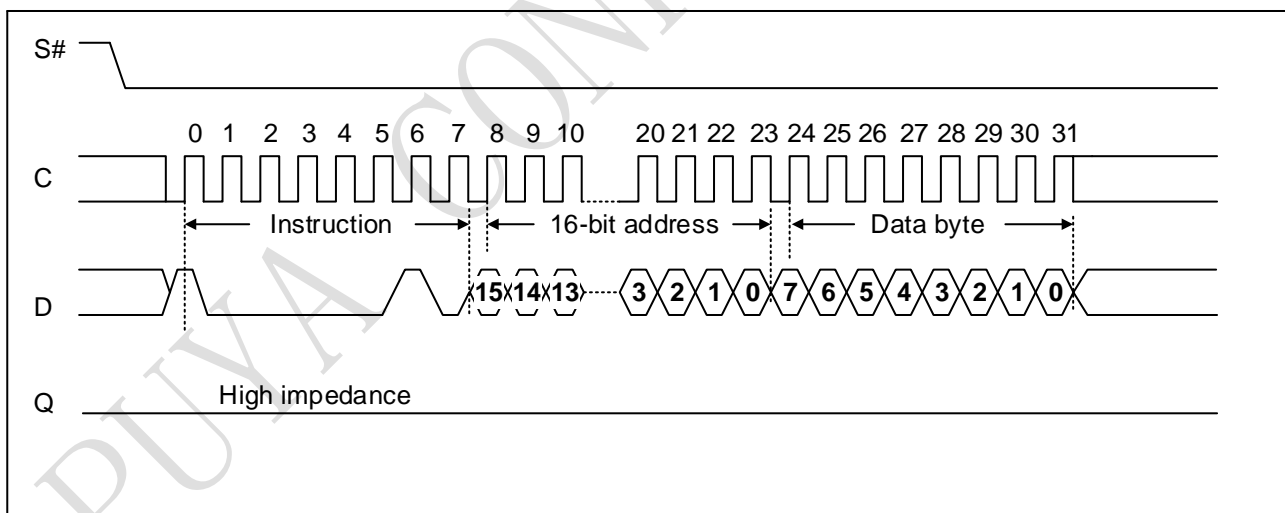 S#
0 1 2 3 4 5 6 7 8 9 10 20 21 22 23 24 25 26 27 28 29 30 31
C
Instruction 16-bit address Data byte
D 15 14 13 3 2 1 0 7 6 5 4 3 2 1 0
Q High impedance
PUYA